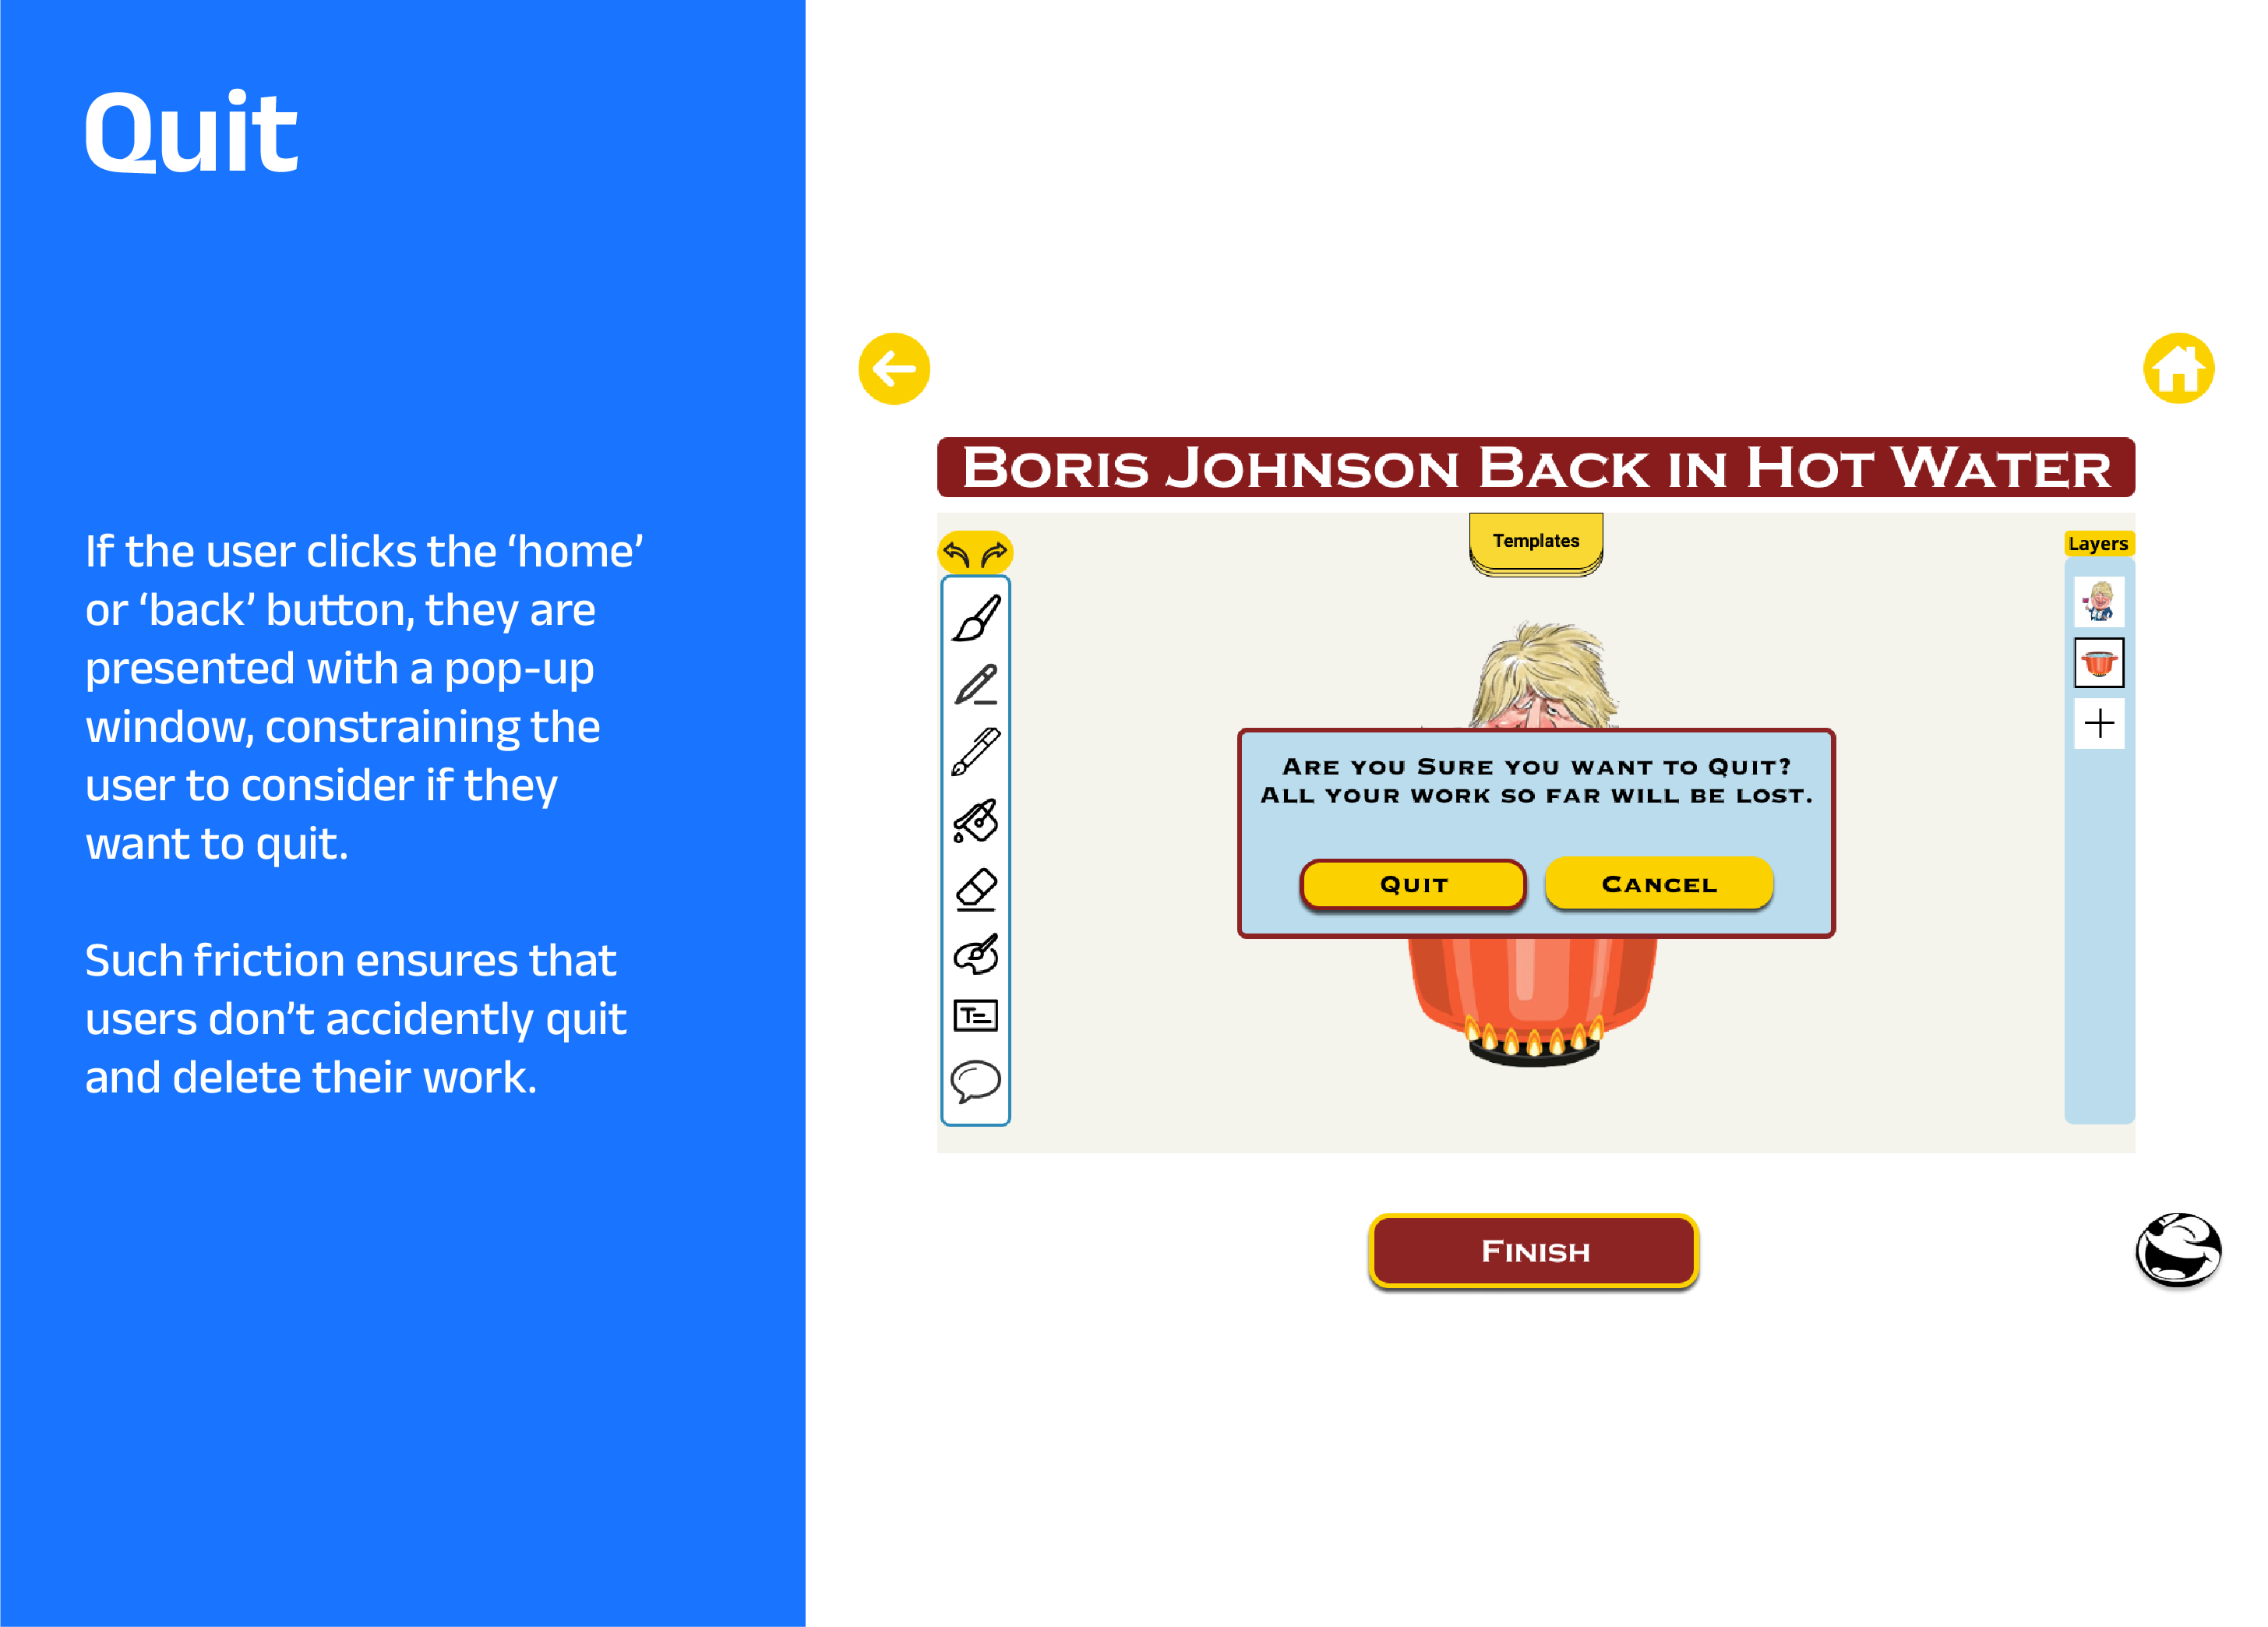 Quit
If the user clicks the ‘home’
or ‘back’ button, they are
presented with a pop-up
window, constraining the
user to consider if they
want to quit.
Such friction ensures that
users don’t accidently quit
and delete their work.
Boris Johnson Back in Hot Water
Templates
Layers
Are you Sure you want to Quit?
All your work so far will be lost.
Quit
Cancel
Finish